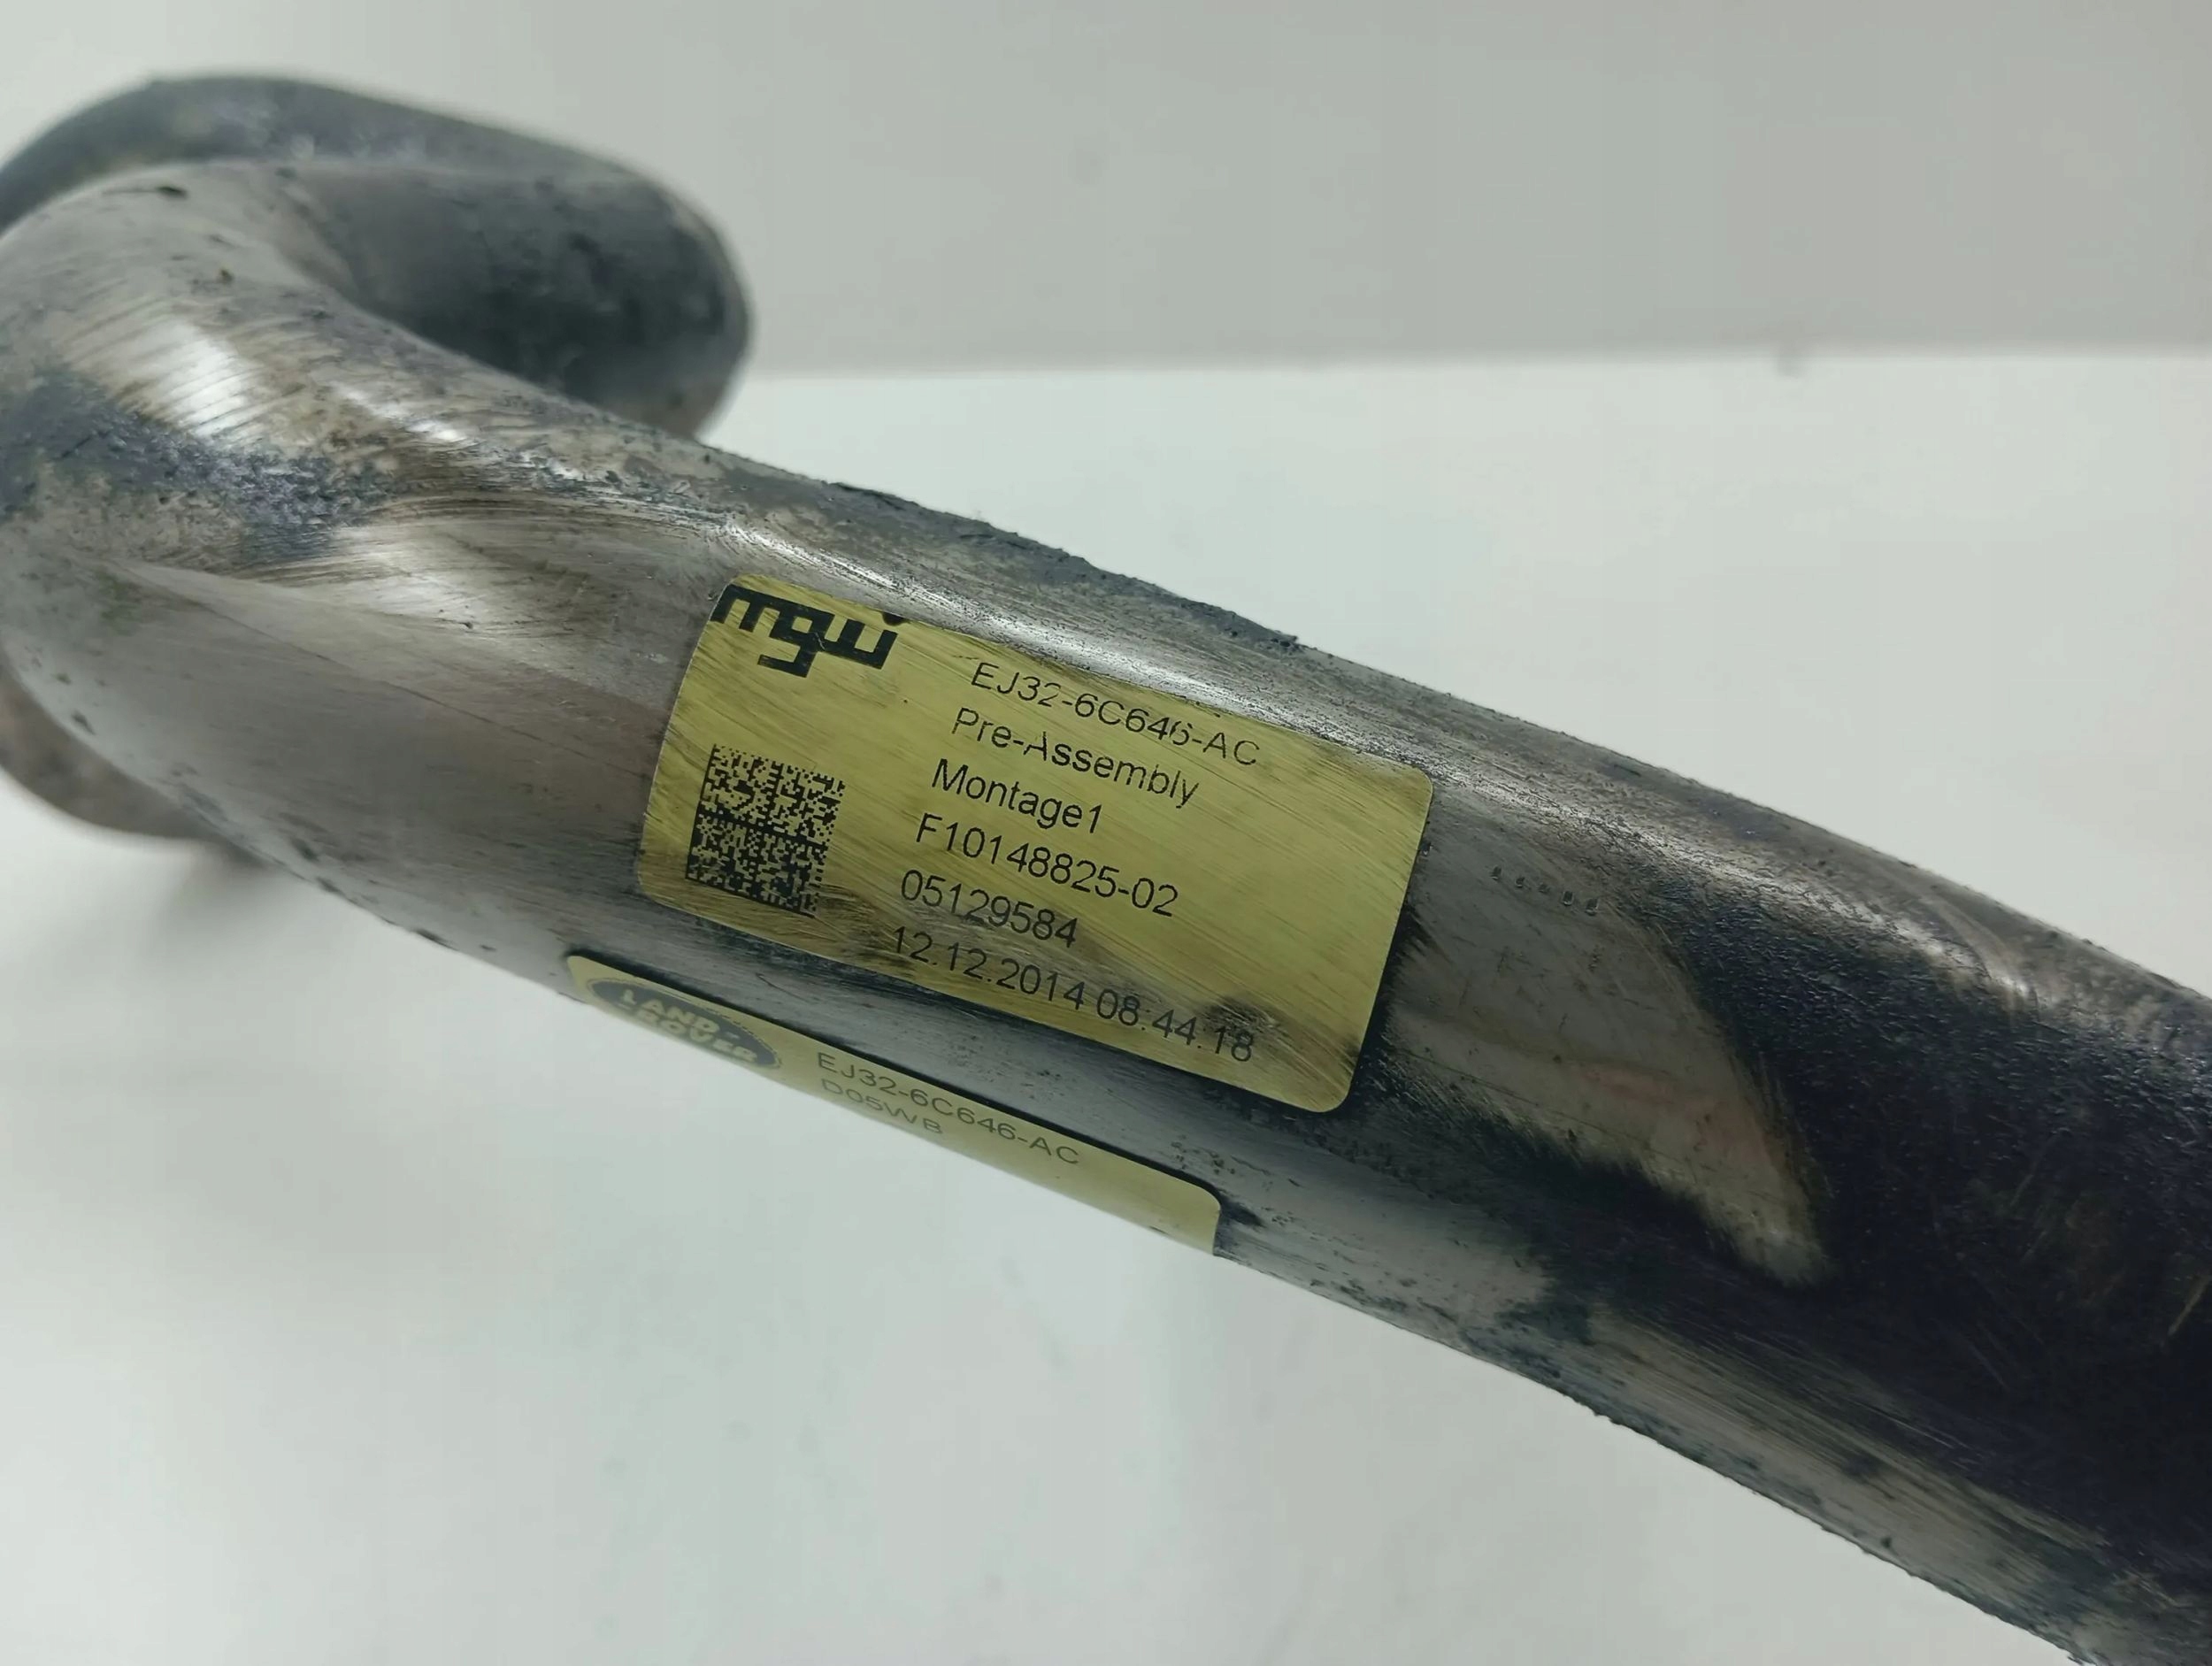 mgw
EJ32-6C646-AC
Pre-Assembly
Montage1
F10148825-02
05129584
12.12.2014 08:44:18
LAND-
ROVER
EJ32-6C646-AC
D05WB